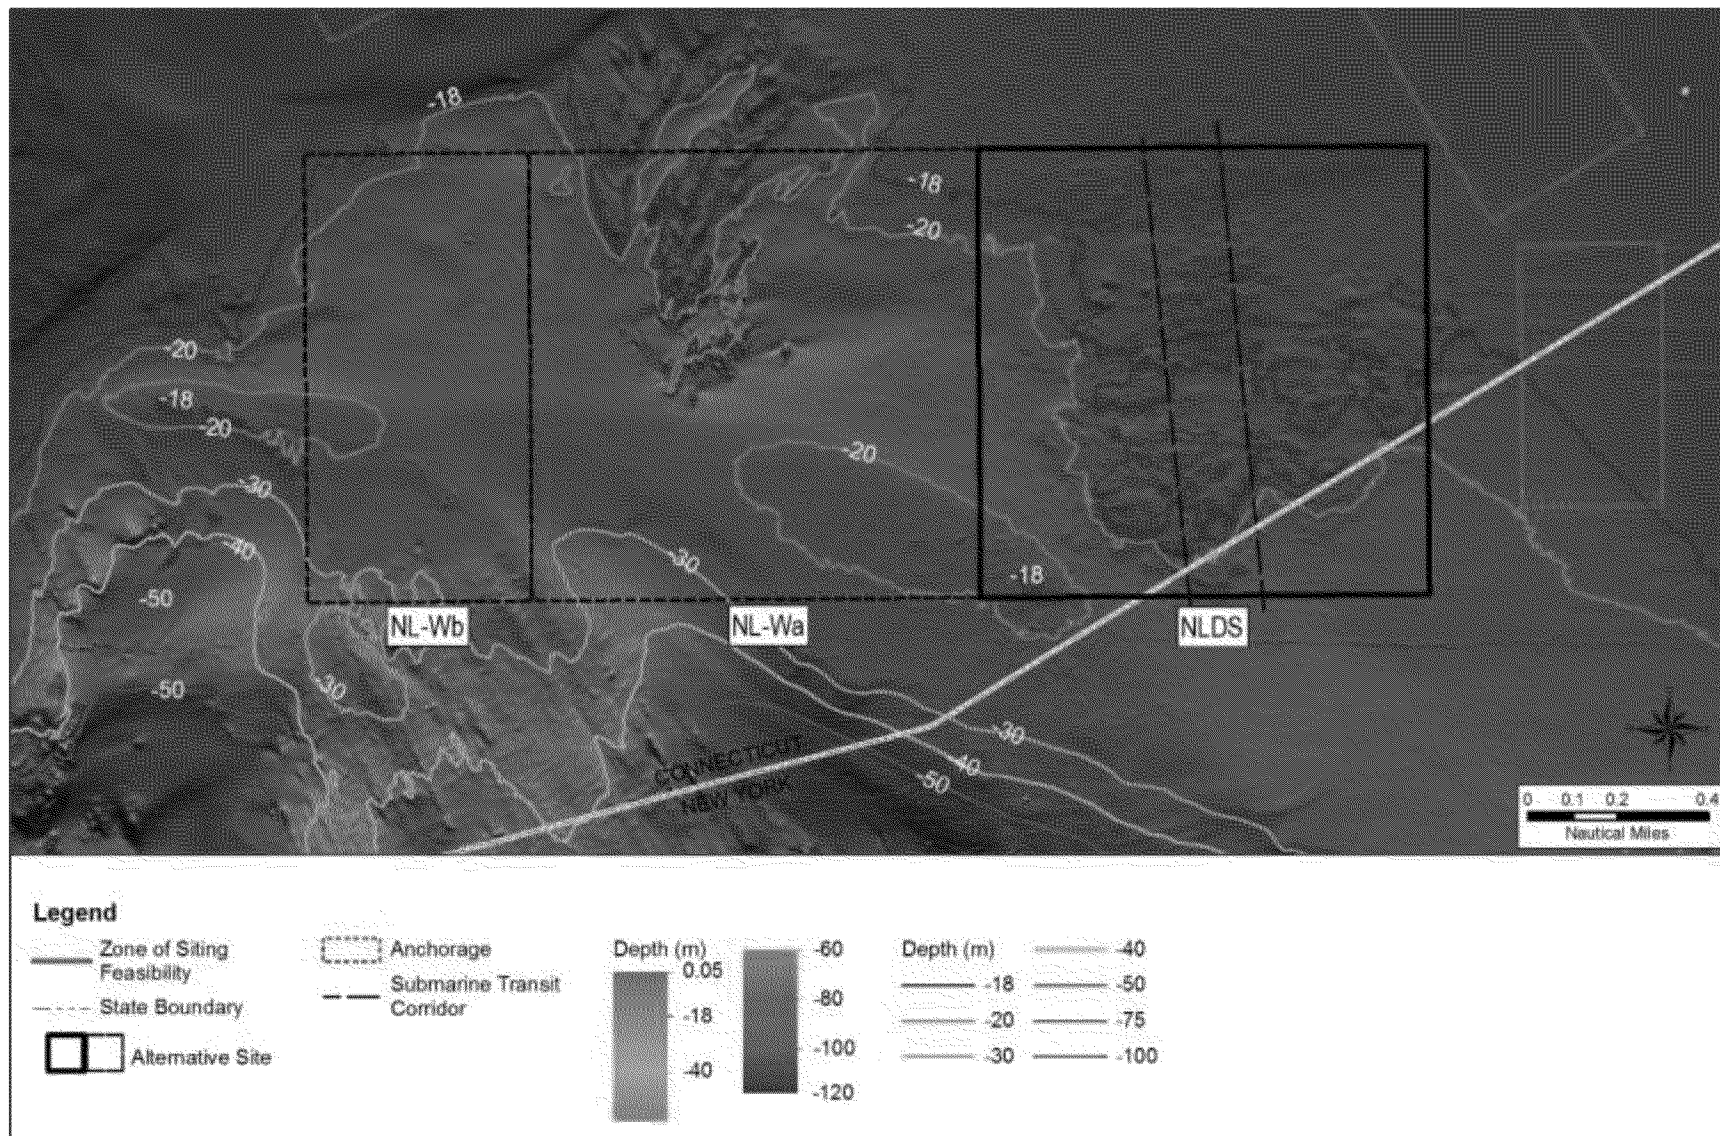 -18
-18
-20
-20
-18
-20
-20
-30
-30
-40
-50
-18
NL-Wb
NL-Wa
NLDS
-50
-30
-30
CONNECTICUT
NEW YORK
-40
-50
0 0.1 0.2 0.4
Nautical Miles
Legend
Zone of Siting
Feasibility
State Boundary
Alternative Site
Anchorage
Submarine Transit
Corridor
Depth (m)
0.05
-18
-40
-60
-80
-100
-120
Depth (m)
-18
-20
-30
-40
-50
-75
-100